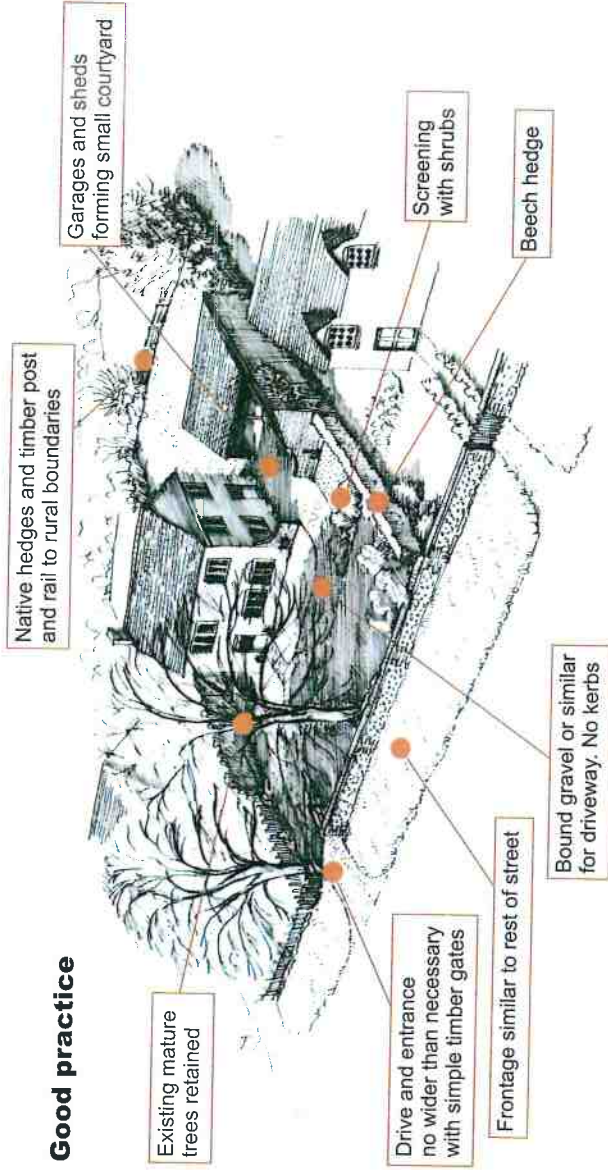 Good practice
Existing mature
trees retained
Native hedges and timber post
and rail to rural boundaries
Garages and sheds
forming small courtyard
Drive and entrance
no wider than necessary
with simple timber gates
Frontage similar to rest of street
Bound gravel or similar
for driveway. No kerbs
Screening
with shrubs
Beech hedge